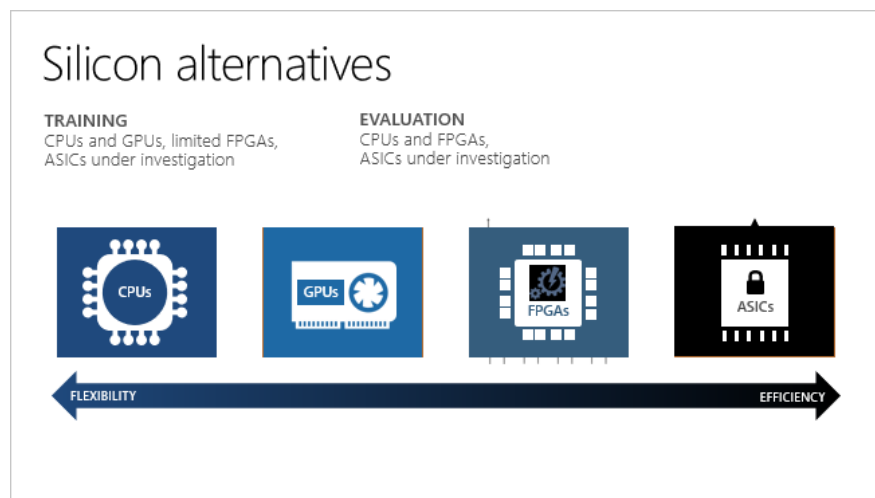 Silicon alternatives
TRAINING
CPUs and GPUs, limited FPGAs,
ASICs under investigation
EVALUATION
CPUs and FPGAs,
ASICs under investigation
CPUs
GPUs
FPGAs
ASICs
FLEXIBILITY
EFFICIENCY